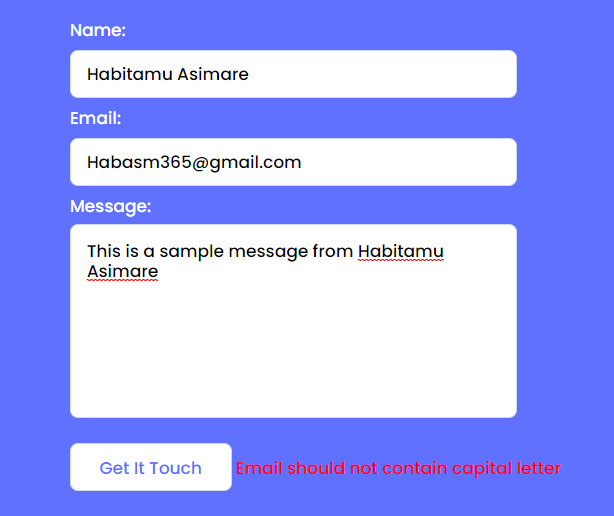 Name:
Habitamu Asimare
Email:
Habasm365@gmail.com
Message:
This is a sample message from Habitamu
Asimare
Get It Touch Email should not contain capital letter